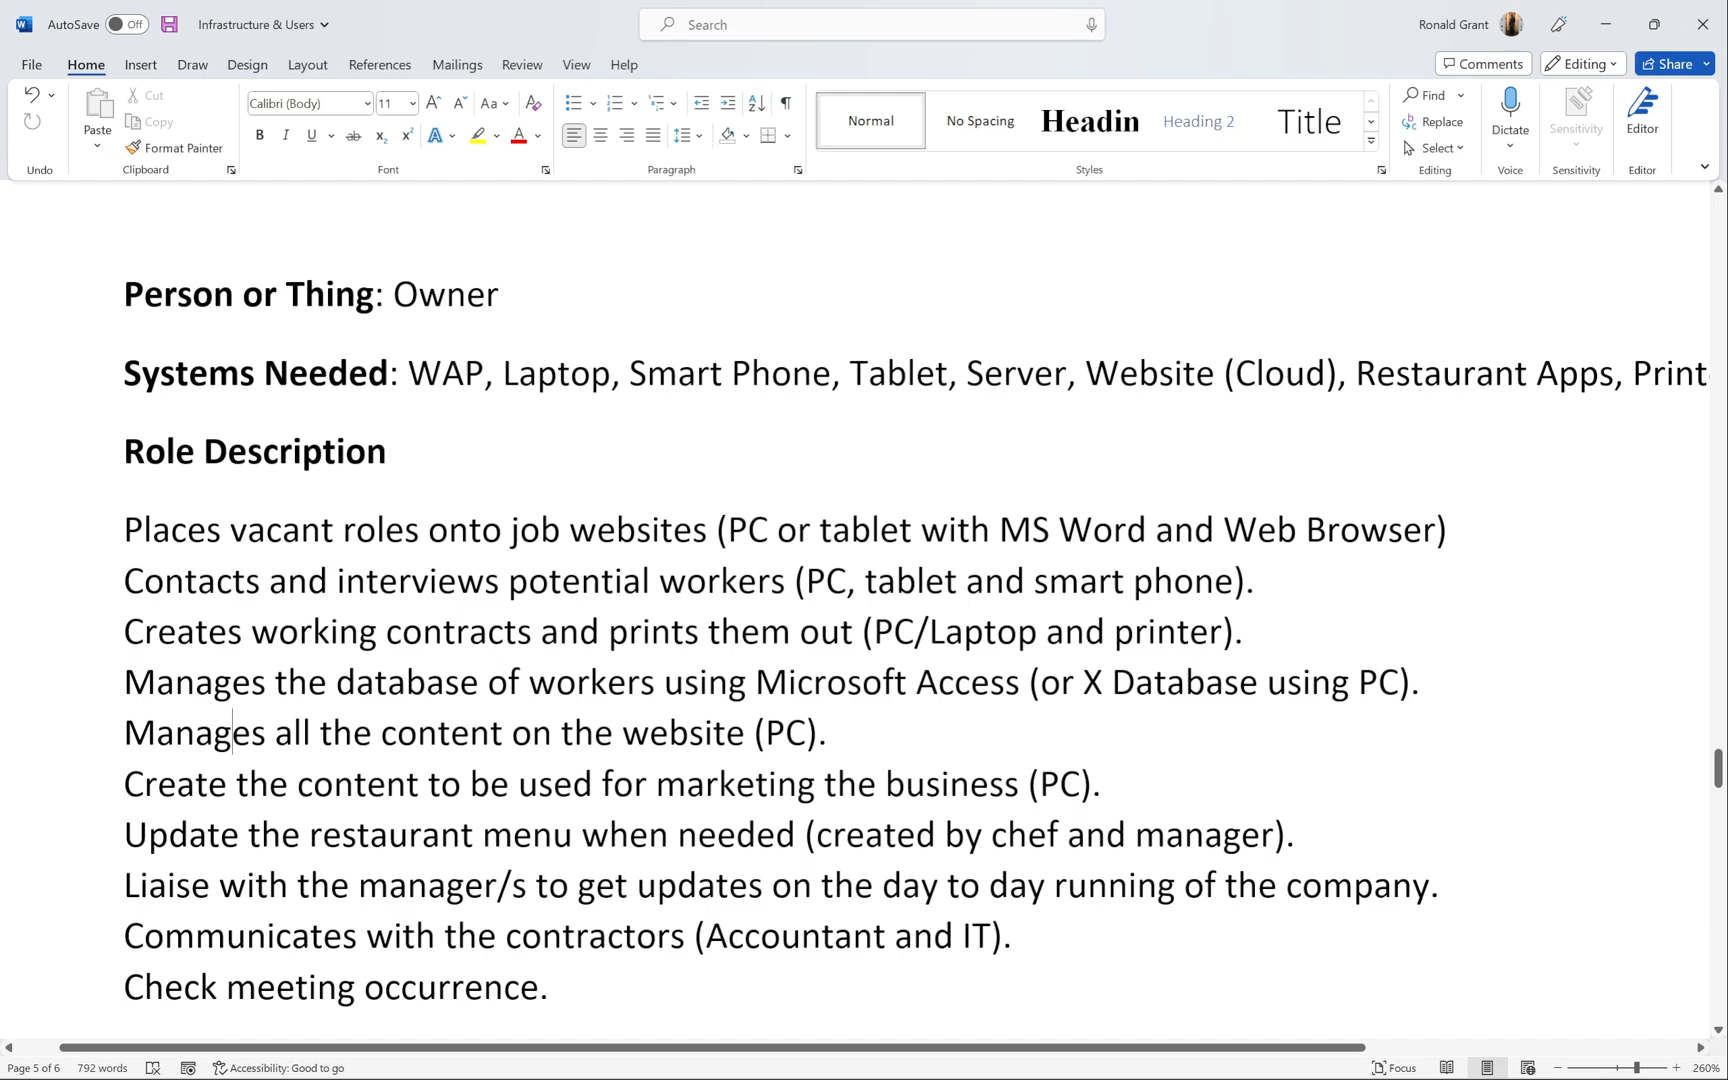 AutoSave Off Infrastructure & Users Search Ronald Grant
File Home Insert Draw Design Layout References Mailings Review View Help Comments Editing Share
Cut
Copy
Format Painter
Paste
Calibri (Body) 11 Aa
Normal No Spacing Headin Heading 2 Title
Find
Replace
Select
Dictate Sensitivity Editor
Undo Clipboard Font Paragraph Styles Editing Voice Sensitivity Editor
Person or Thing: Owner
Systems Needed: WAP, Laptop, Smart Phone, Tablet, Server, Website (Cloud), Restaurant Apps, Print
Role Description
Places vacant roles onto job websites (PC or tablet with MS Word and Web Browser)
Contacts and interviews potential workers (PC, tablet and smart phone).
Creates working contracts and prints them out (PC/Laptop and printer).
Manages the database of workers using Microsoft Access (or X Database using PC).
Manages all the content on the website (PC).
Create the content to be used for marketing the business (PC).
Update the restaurant menu when needed (created by chef and manager).
Liaise with the manager/s to get updates on the day to day running of the company.
Communicates with the contractors (Accountant and IT).
Check meeting occurrence.
Page 5 of 6 792 words Accessibility: Good to go Focus 260%